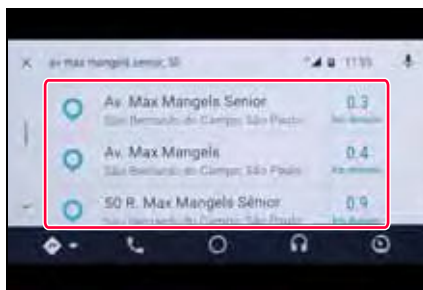 av max mangels senior, 50
11:55
Av. Max Mangels Senior
0.3
São Bernardo do Campo, São Paulo
Av. Max Mangels
0.4
São Bernardo do Campo, São Paulo
50 R. Max Mangels Sênior
0.9
São Bernardo do Campo, São Paulo